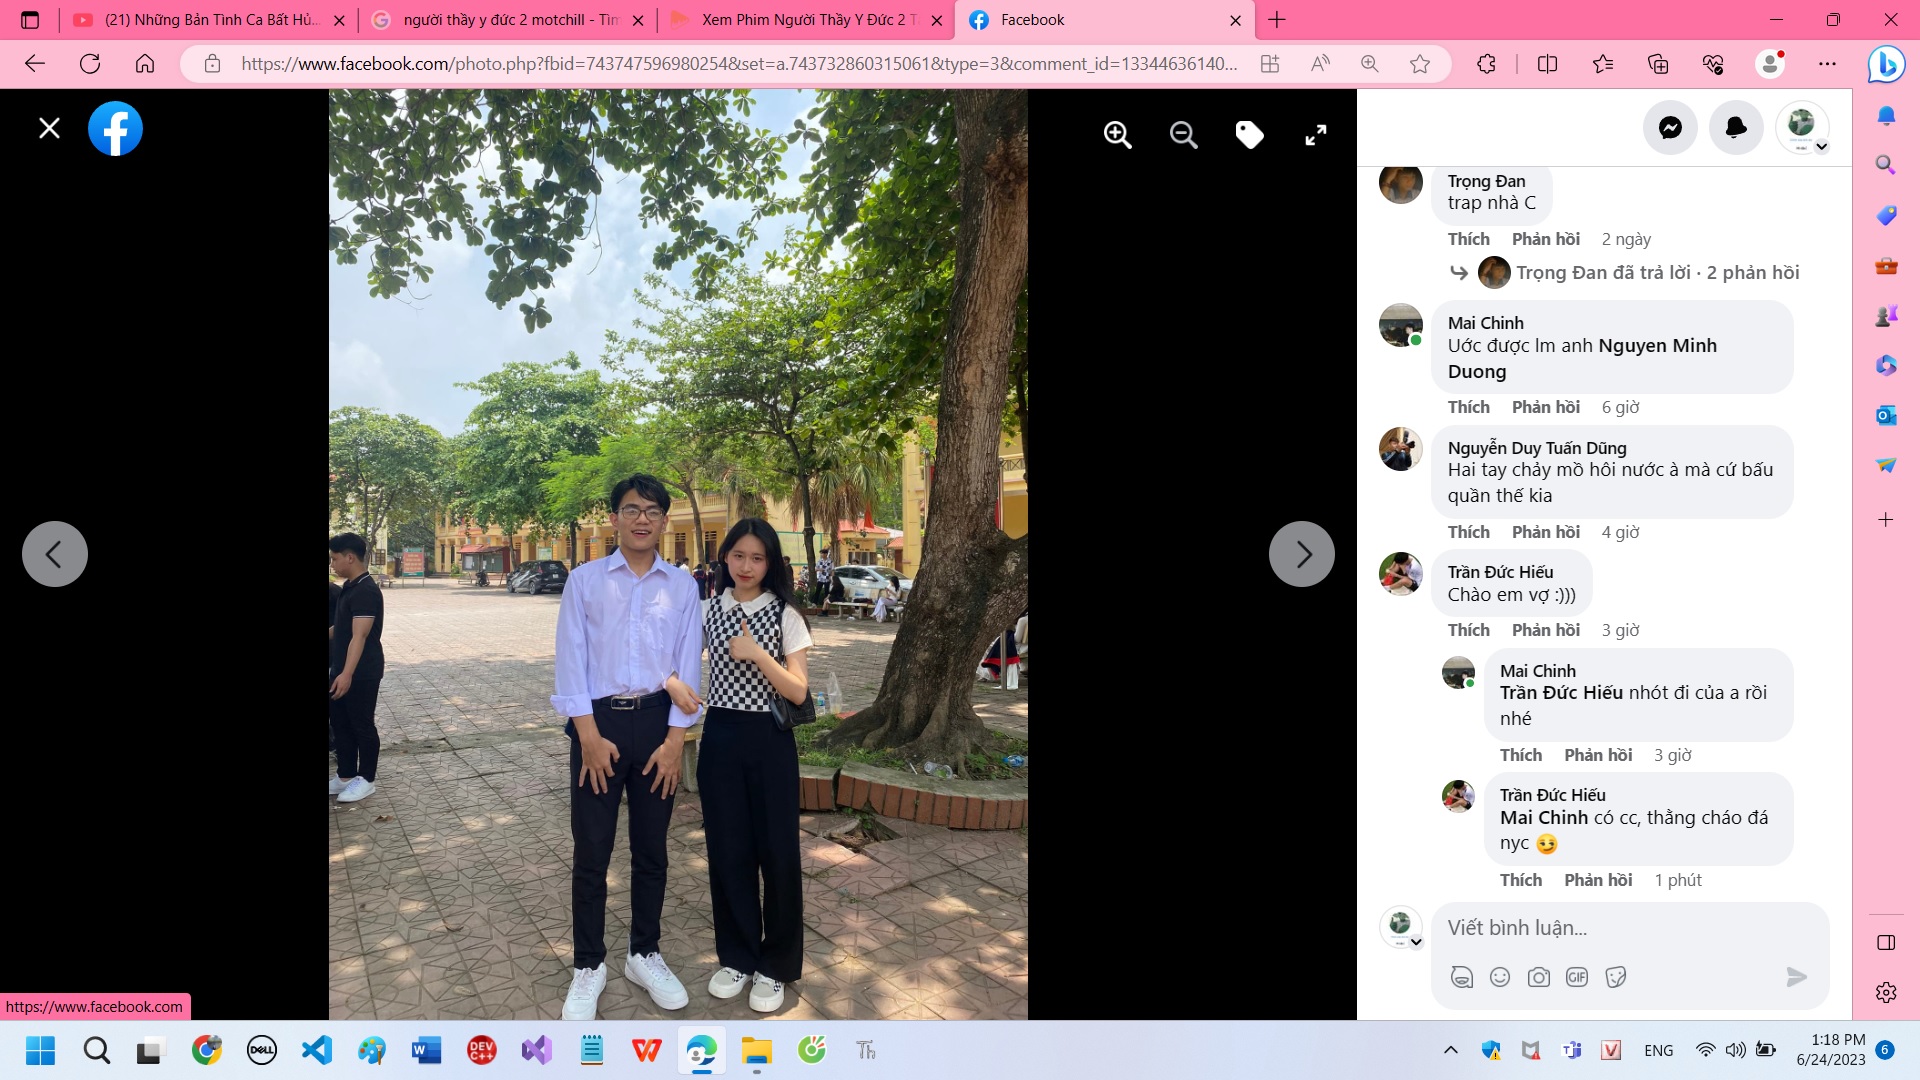 (21) Những Bản Tình Ca Bất Hủ...
người thầy y đức 2 motchill - Tìm
Xem Phim Người Thầy Y Đức 2 T
Facebook
https://www.facebook.com/photo.php?fbid=743747596980254&set=a.743732860315061&type=3&comment_id=13344636140...
Trọng Đan
trap nhà C
Thích Phản hồi 2 ngày
Trọng Đan đã trả lời · 2 phản hồi
Mai Chinh
Uớc được lm anh Nguyen Minh
Duong
Thích Phản hồi 6 giờ
Nguyễn Duy Tuấn Dũng
Hai tay chảy mồ hôi nước à mà cứ bấu
quần thế kia
Thích Phản hồi 4 giờ
Trần Đức Hiếu
Chào em vợ :)))
Thích Phản hồi 3 giờ
Mai Chinh
Trần Đức Hiếu nhót đi của a rồi
nhé
Thích Phản hồi 3 giờ
Trần Đức Hiếu
Mai Chinh có cc, thằng cháo đá
nyc 😏
Thích Phản hồi 1 phút
Viết bình luận...
GIF
https://www.facebook.com
DELL
DEV
C++
Th
ENG
1:18 PM
6/24/2023
6